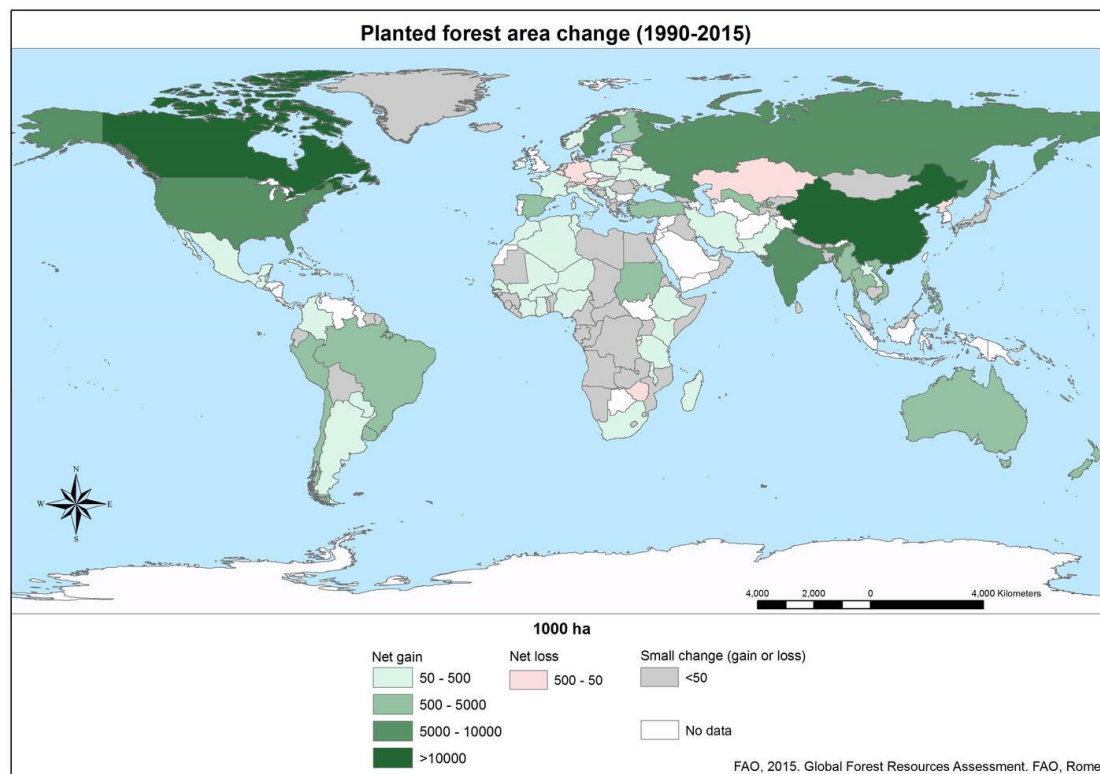 Planted forest area change (1990-2015)
N
W E
S
4,000 2,000 0 4,000 Kilometers
1000 ha
Net gain Net loss Small change (gain or loss)
50 - 500 500 - 50 <50
500 - 5000
5000 - 10000 No data
>10000
FAO, 2015. Global Forest Resources Assessment. FAO, Rome